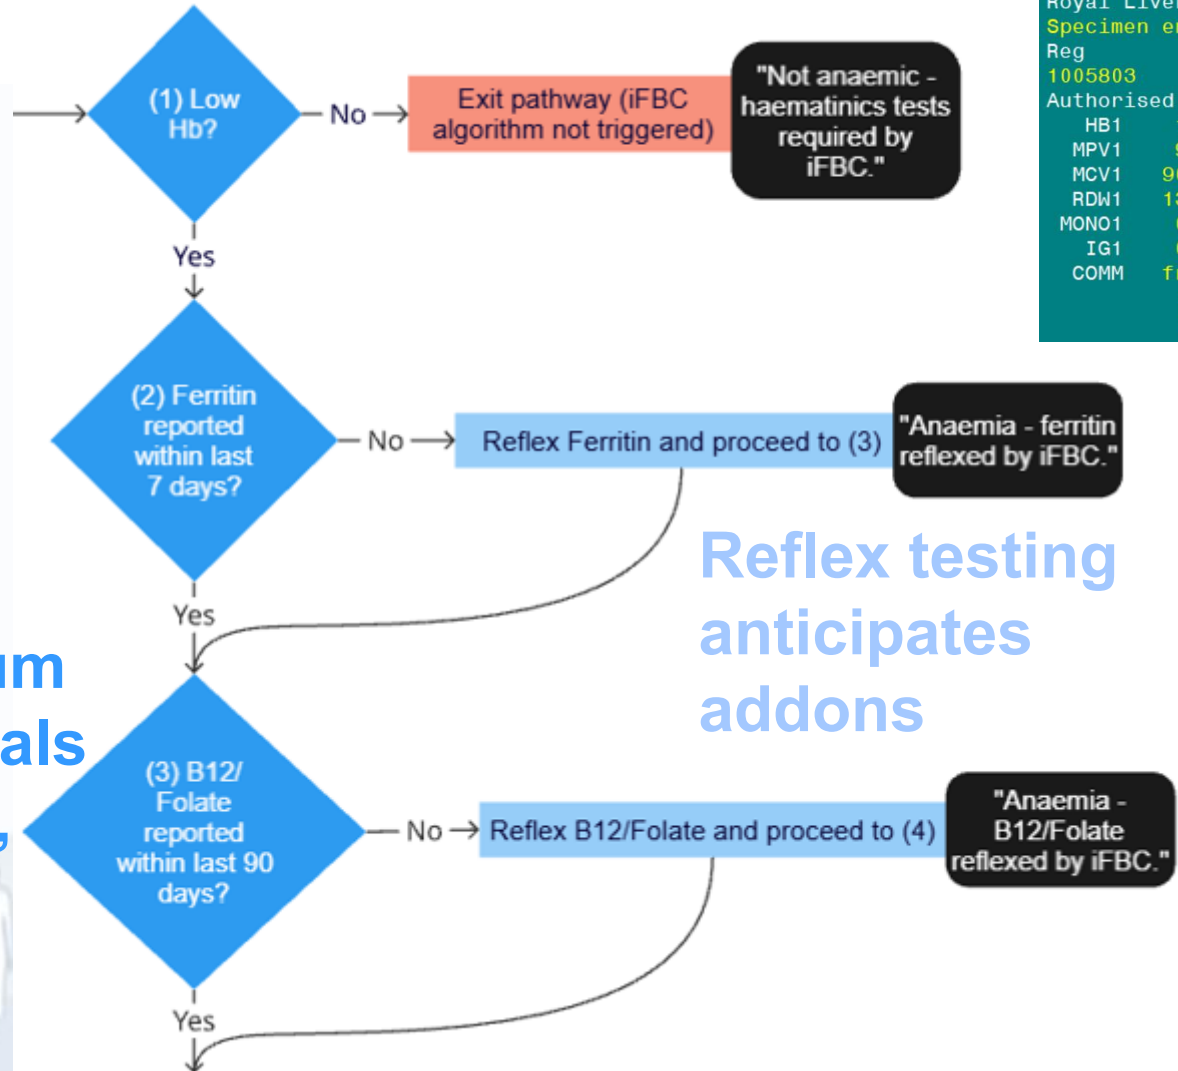 (1) Low
Hb?
No
Exit pathway (iFBC
algorithm not triggered)
"Not anaemic -
haematinics tests
required by
iFBC."
Specimen
Reg
1005803
Authorised
HB1
MPV1
MCV1
RDW1
MONO1
IG1
COMM
Yes
(2) Ferritin
reported
within last
7 days?
No
Reflex Ferritin and proceed to (3)
"Anaemia - ferritin
reflexed by iFBC."
Reflex testing
anticipates
addons
Yes
(3) B12/
Folate
reported
within last 90
days?
No
Reflex B12/Folate and proceed to (4)
"Anaemia -
B12/Folate
reflexed by iFBC."
Yes